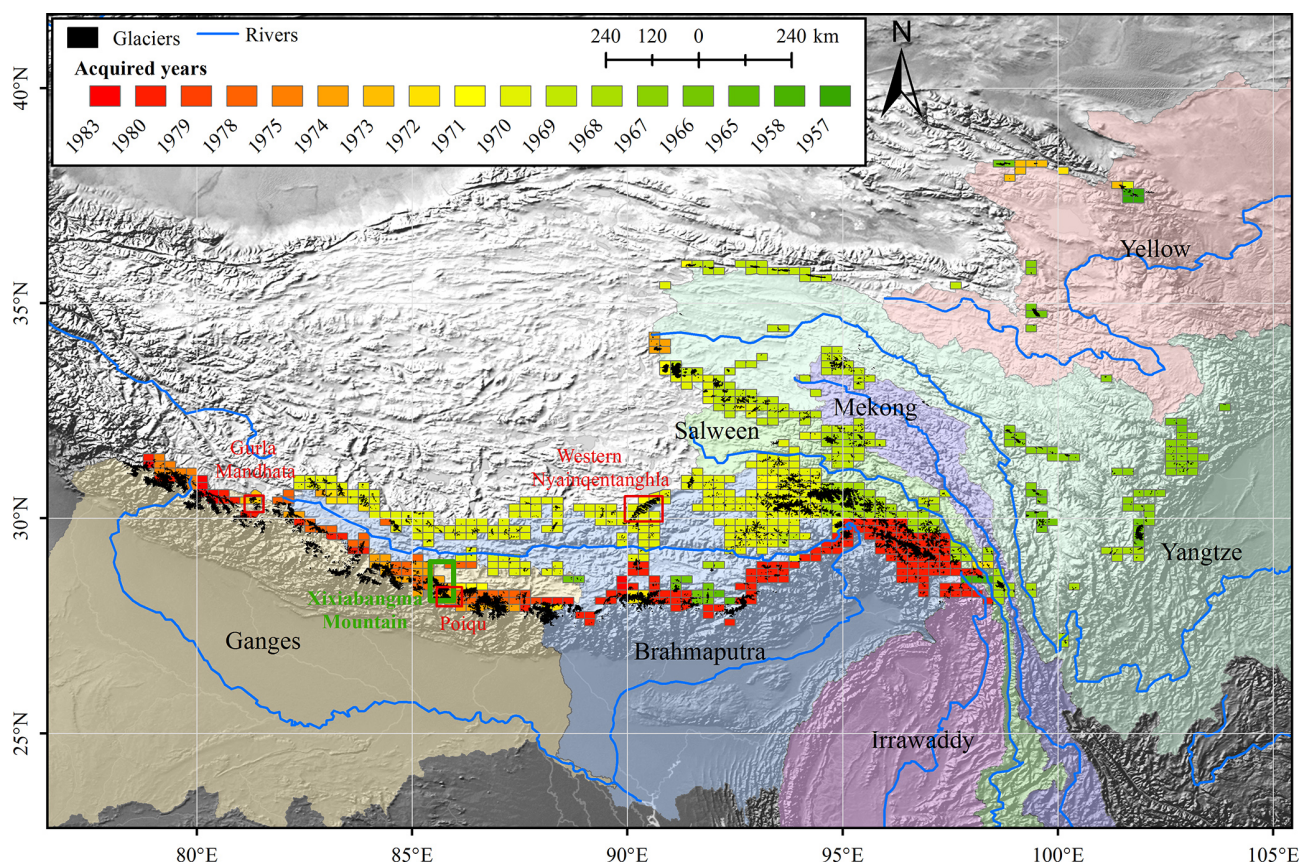 Glaciers
Rivers
240 120 0 240 km
N
Acquired years
1983 1980 1979 1978 1975 1974 1973 1972 1971 1970 1969 1968 1967 1966 1965 1958 1957
40°N
35°N
30°N
25°N
Yellow
Mekong
Salween
Gurla
Mandhata
Western
Nyainqentanghla
Yangtze
Xixiabangma
Mountain
Poiqu
Ganges
Brahmaputra
Irrawaddy
80°E 85°E 90°E 95°E 100°E 105°E